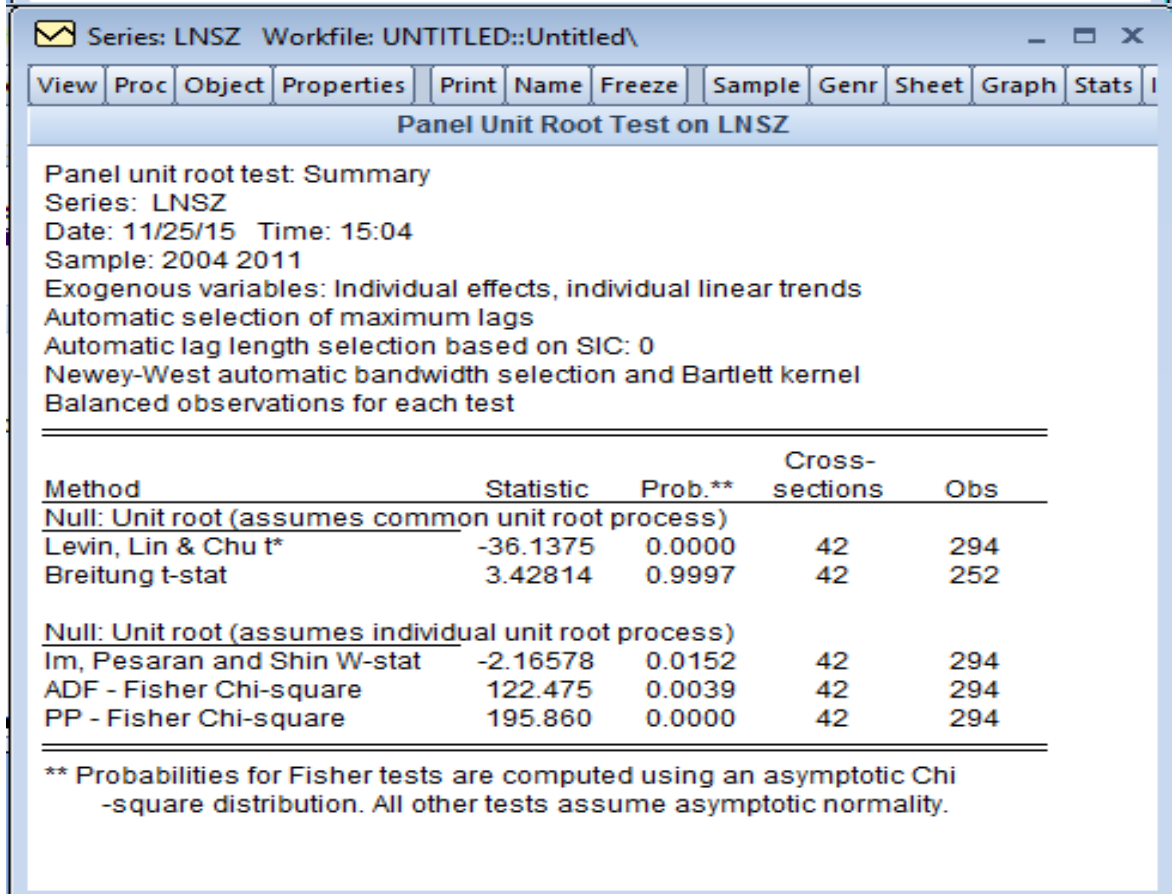 Series: LNSZ Workfile: UNTITLED::Untitled\
View Proc Object Properties Print Name Freeze Sample Genr Sheet Graph Stats
Panel Unit Root Test on LNSZ
Panel unit root test: Summary
Series: LNSZ
Date: 11/25/15 Time: 15:04
Sample: 2004 2011
Exogenous variables: Individual effects, individual linear trends
Automatic selection of maximum lags
Automatic lag length selection based on SIC: 0
Newey-West automatic bandwidth selection and Bartlett kernel
Balanced observations for each test
Cross-
Method Statistic Prob.** sections Obs
Null: Unit root (assumes common unit root process)
Levin, Lin & Chu t* -36.1375 0.0000 42 294
Breitung t-stat 3.42814 0.9997 42 252
Null: Unit root (assumes individual unit root process)
Im, Pesaran and Shin W-stat -2.16578 0.0152 42 294
ADF - Fisher Chi-square 122.475 0.0039 42 294
PP - Fisher Chi-square 195.860 0.0000 42 294
** Probabilities for Fisher tests are computed using an asymptotic Chi
-square distribution. All other tests assume asymptotic normality.